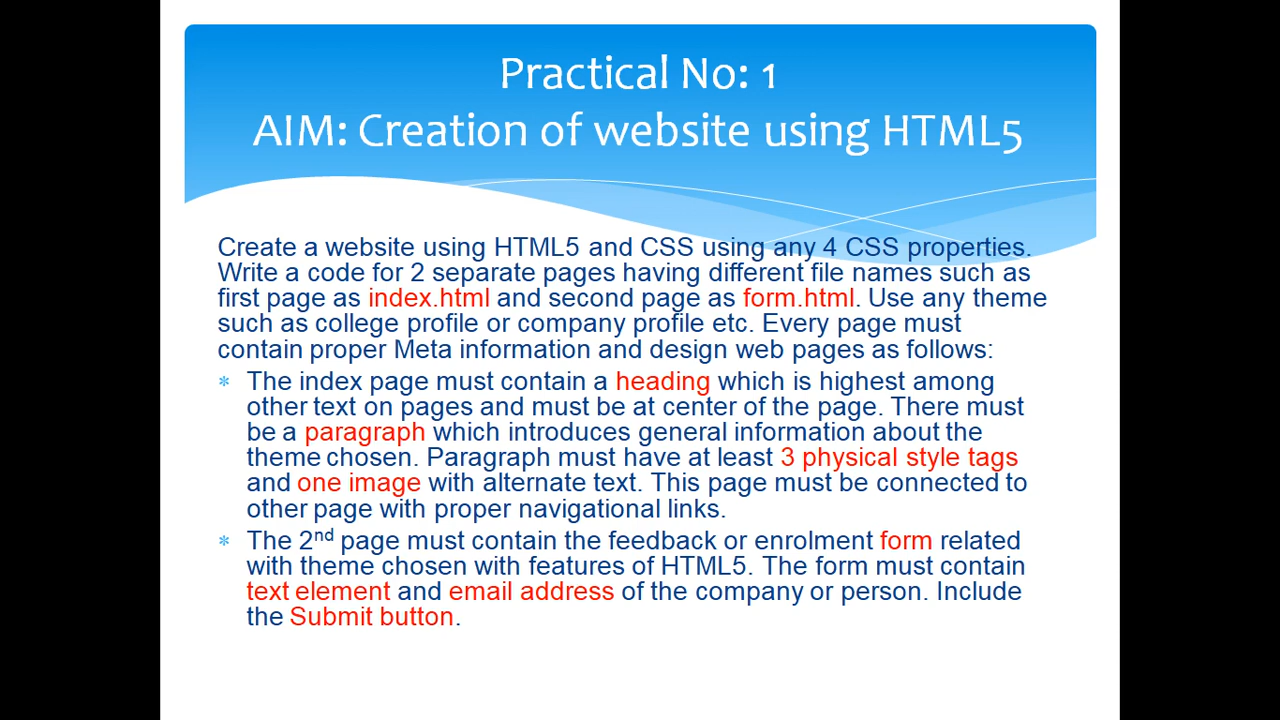 Practical No: 1
AIM: Creation of website using HTML5
Create a website using HTML5 and CSS using any 4 CSS properties.
Write a code for 2 separate pages having different file names such as
first page as index.html and second page as form.html. Use any theme
such as college profile or company profile etc. Every page must
contain proper Meta information and design web pages as follows:
* The index page must contain a heading which is highest among
other text on pages and must be at center of the page. There must
be a paragraph which introduces general information about the
theme chosen. Paragraph must have at least 3 physical style tags
and one image with alternate text. This page must be connected to
other page with proper navigational links.
* The 2nd page must contain the feedback or enrolment form related
with theme chosen with features of HTML5. The form must contain
text element and email address of the company or person. Include
the Submit button.